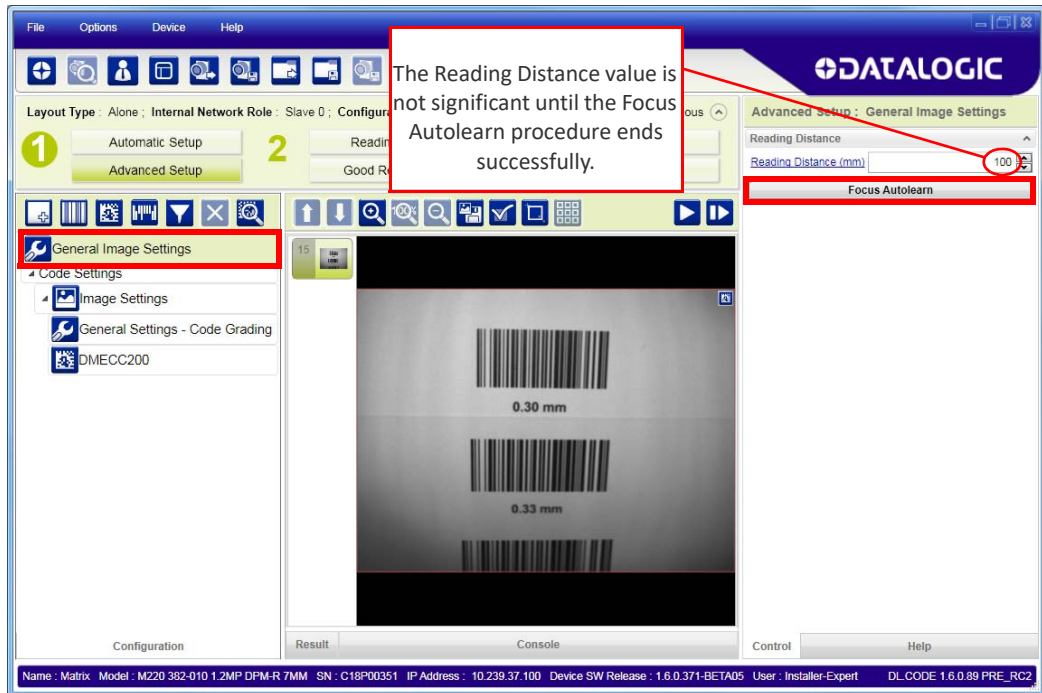 File Options Device Help
DATALOGIC
The Reading Distance value is
not significant until the Focus
Autolearn procedure ends
successfully.
Layout Type : Alone ; Internal Network Role : Slave 0 ; Configura
ous
1
Automatic Setup
Advanced Setup
2
Readin
Good Re
Advanced Setup : General Image Settings
Reading Distance
Reading Distance (mm) 100
Focus Autolearn
General Image Settings
Code Settings
Image Settings
General Settings - Code Grading
DMECC200
15
0.30 mm
0.33 mm
Configuration
Result Console
Control Help
Name : Matrix Model : M220 382-010 1.2MP DPM-R 7MM SN : C18P00351 IP Address : 10.239.37.100 Device SW Release : 1.6.0.371-BETA05 User : Installer-Expert DL.CODE 1.6.0.89 PRE_RC2